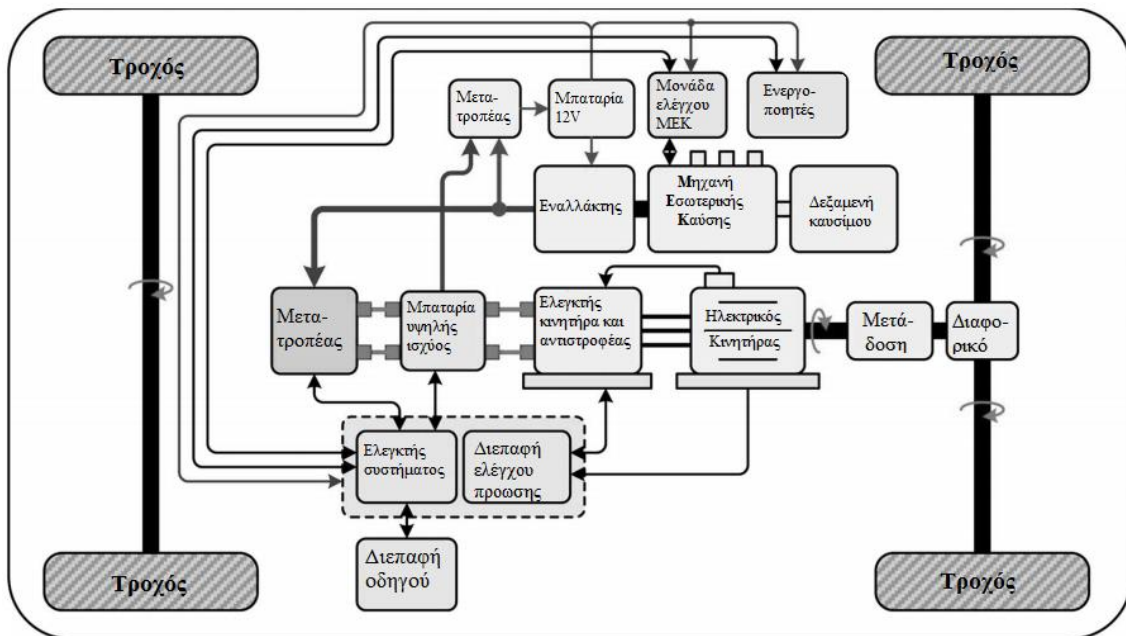 Τροχός
Τροχός
Μετα-
τροπέας
Μπαταρία
12V
Μονάδα
ελέγχου
ΜΕΚ
Ενεργο-
ποιητές
Εναλλάκτης
Μηχανή
Εσωτερικής
Καύσης
Δεξαμενή
καυσίμου
Μετα-
τροπέας
Μπαταρία
υψηλής
ισχύος
Ελεγκτής
κινητήρα και
αντιστροφέας
Ηλεκτρικός
Κινητήρας
Μετά-
δοση
Διαφο-
ρικό
Ελεγκτής
συστήματος
Διεπαφή
ελέγχου
προωσης
Διεπαφή
οδηγού
Τροχός
Τροχός